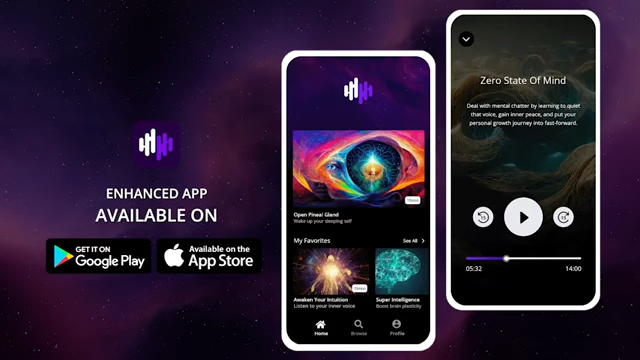 ENHANCED APP
AVAILABLE ON
GET IT ON
Google Play
Available on the
App Store
Open Pineal Gland
Wake up your sleeping self
My Favorites
See All
Awaken Your Intuition
Listen to your inner voice
Super Intelligence
Boost brain plasticity
Home
Browse
Profile
Zero State Of Mind
Deal with mental chatter by learning to quiet
that voice, gain inner peace, and put your
personal growth journey into fast-forward.
15
15
05:32
14:00